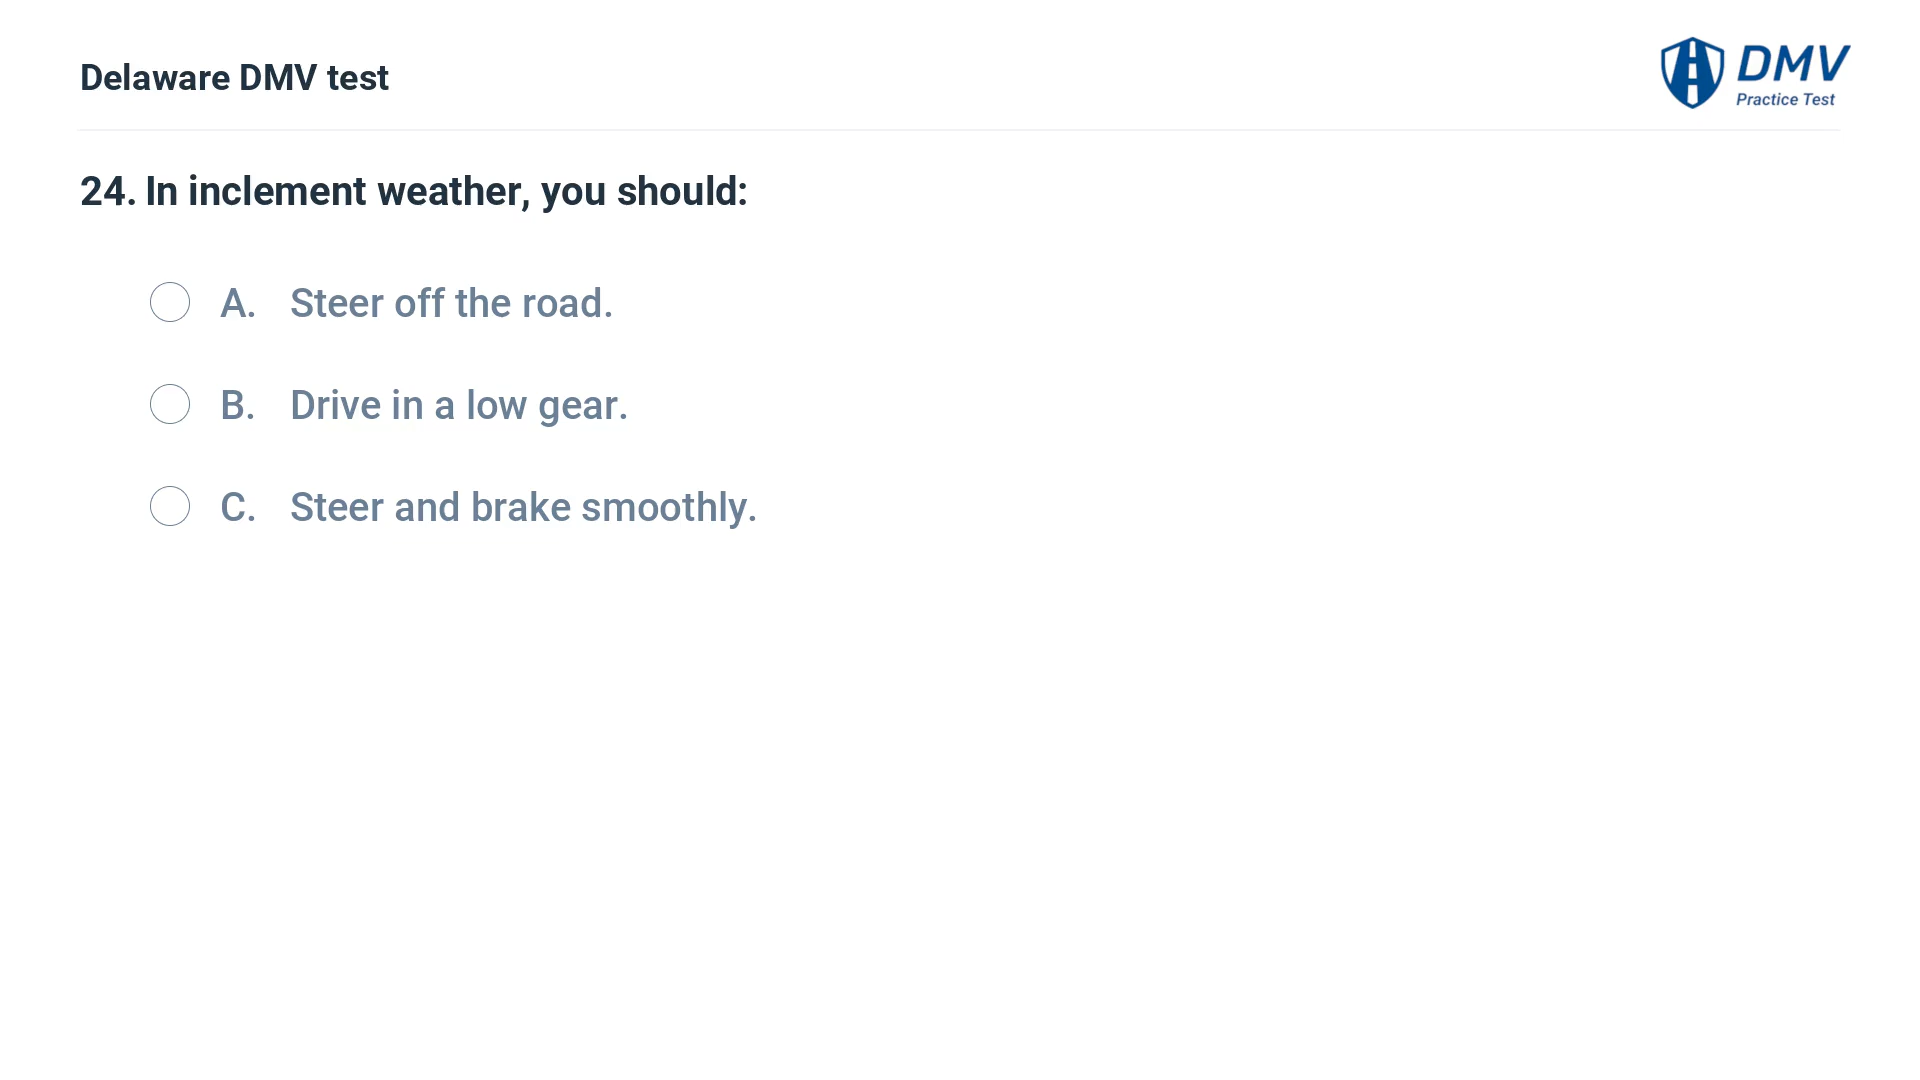 Delaware DMV test
DMV
Practice Test
24. In inclement weather, you should:
A. Steer off the road.
B. Drive in a low gear.
C. Steer and brake smoothly.